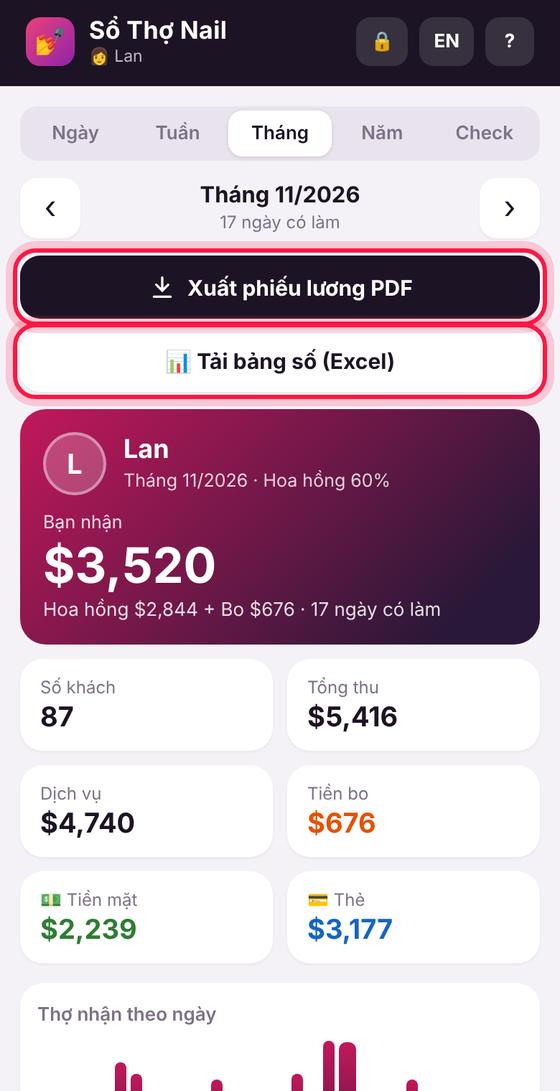 Sổ Thợ Nail
👩 Lan
EN
?
Ngày Tuần Tháng Năm Check
‹ Tháng 11/2026 ›
17 ngày có làm
Xuất phiếu lương PDF
📊 Tải bảng số (Excel)
L
Lan
Tháng 11/2026 · Hoa hồng 60%
Bạn nhận
$3,520
Hoa hồng $2,844 + Bo $676 · 17 ngày có làm
Số khách
87
Tổng thu
$5,416
Dịch vụ
$4,740
Tiền bo
$676
💵 Tiền mặt
$2,239
💳 Thẻ
$3,177
Thợ nhận theo ngày